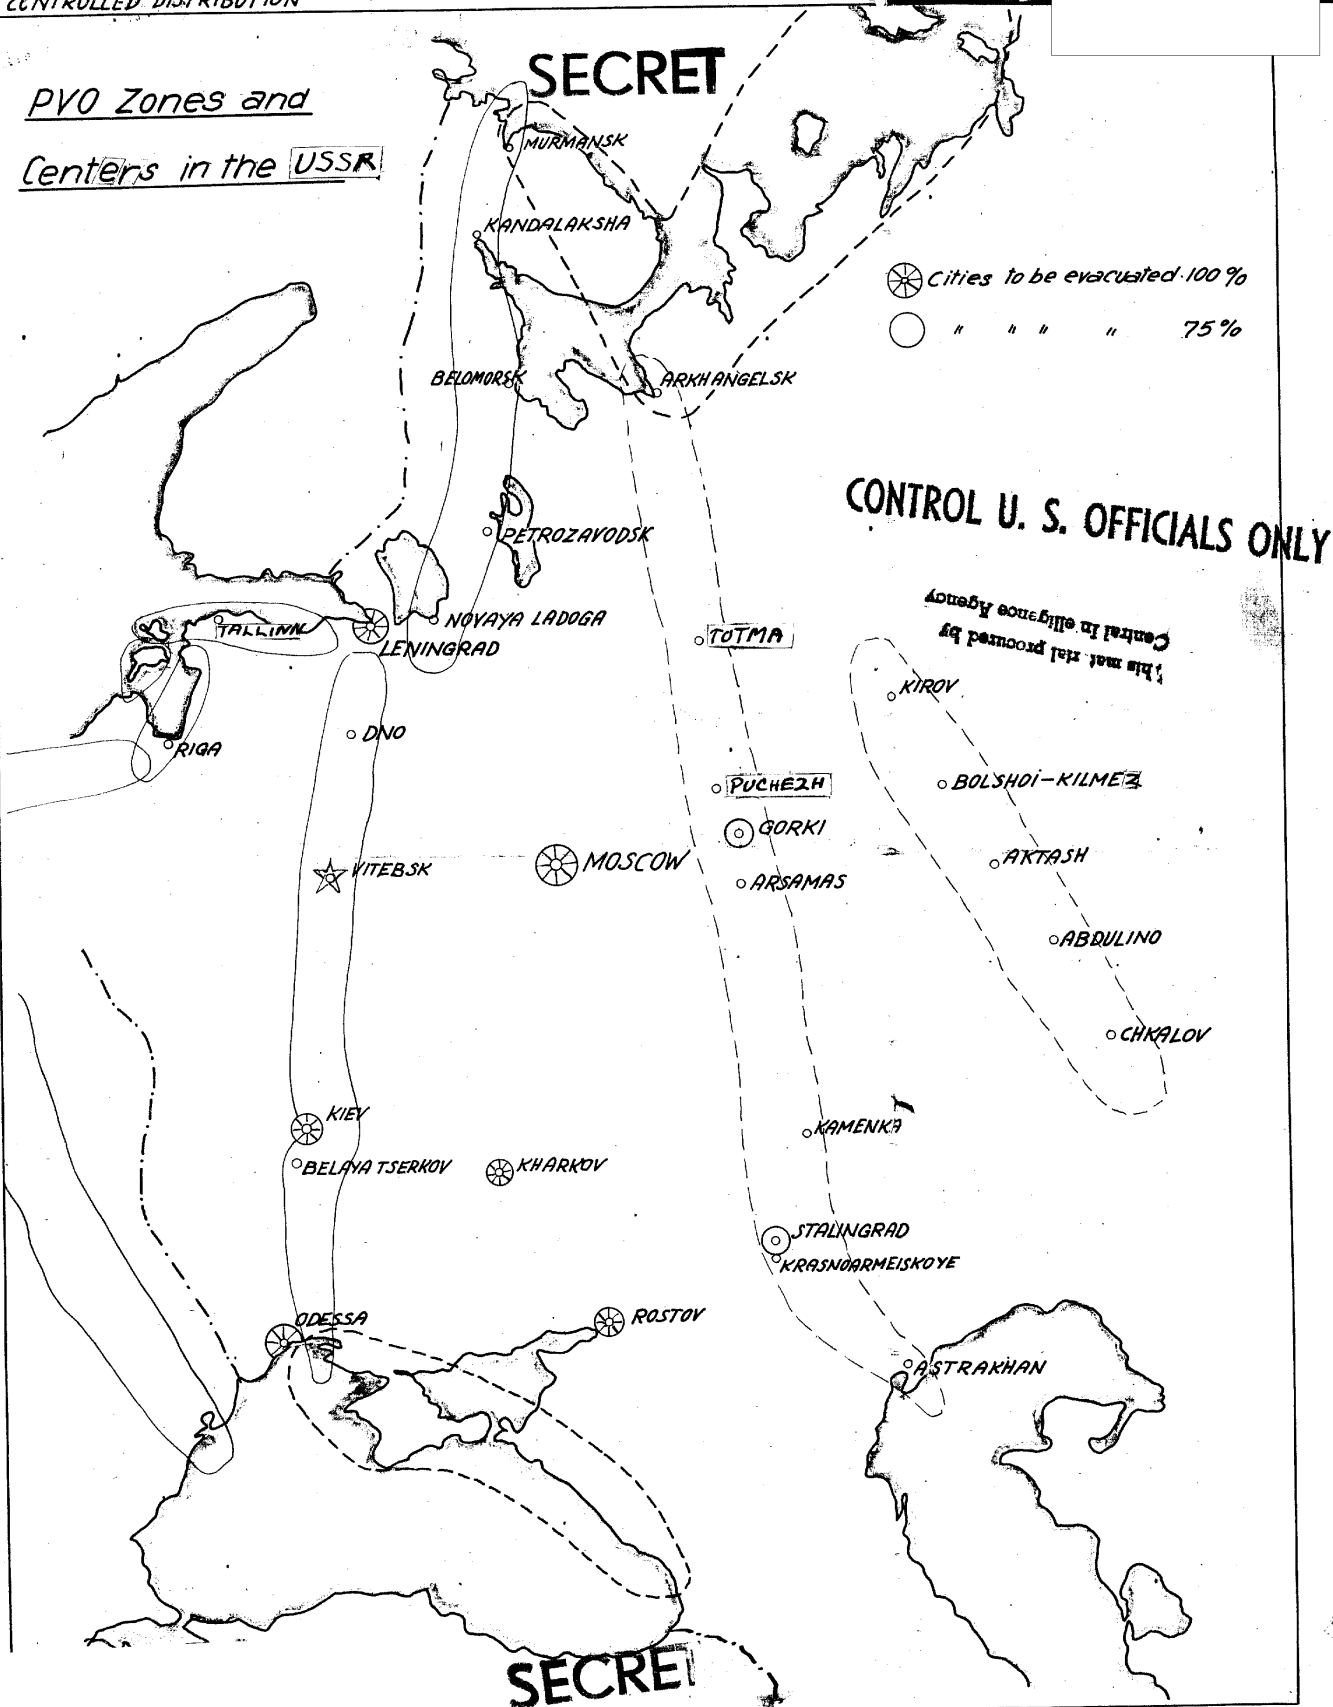 CONTROLLED DISTRIBUTION
SECRET
PVO Zones and
Centers in the USSR
MURMANSK
KANDALAKSHA
Cities to be evacuated 100%
" " " " 75%
BELOMORSK
ARKHANGELSK
CONTROL U. S. OFFICIALS ONLY
PETROZAVODSK
This material procured by
Central Intelligence Agency
NOVAYA LADOGA
TALLINN
LENINGRAD
TOTMA
KIROV
DNO
RIGA
PUCHEZH
BOLSHOI-KILMEZ
GORKI
MOSCOW
AKTASH
VITEBSK
ARSAMAS
ABDULINO
CHKALOV
KIEV
KAMENKA
BELAYA TSERKOV
KHARKOV
STALINGRAD
KRASNOARMEISKOYE
ODESSA
ROSTOV
ASTRAKHAN
SECRET